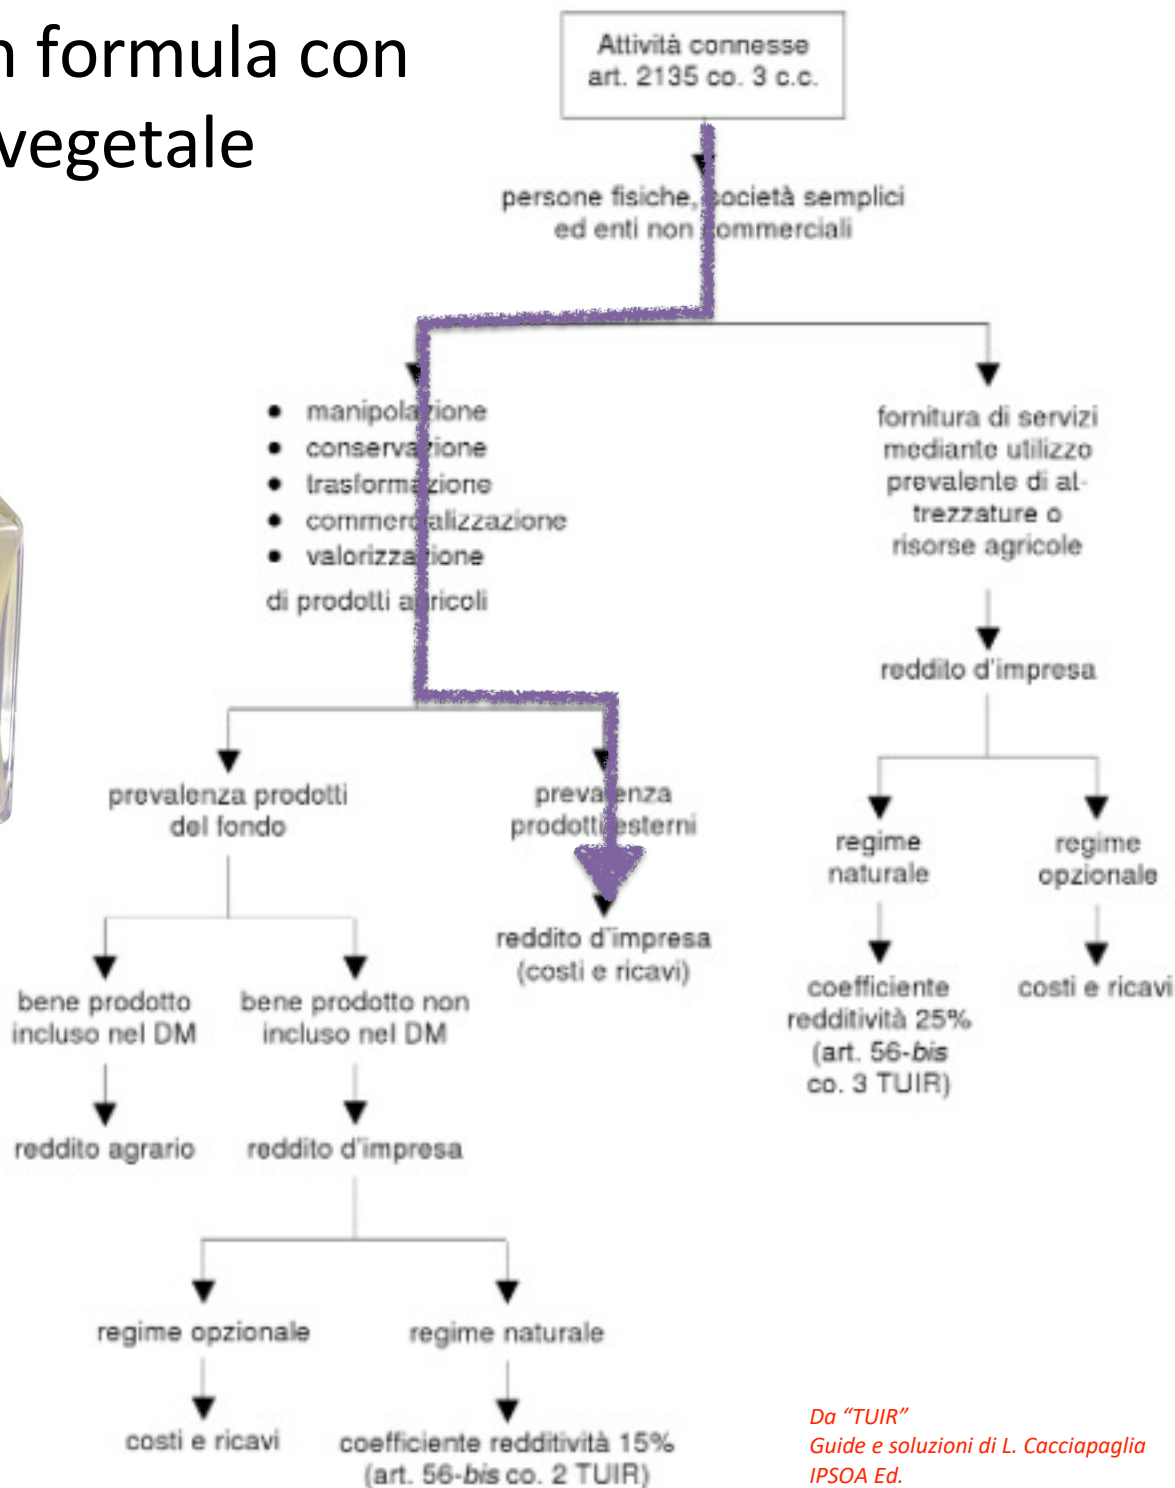 formula con
vegetale
Attività connesse
art. 2135 co. 3 c.c.
persone fisiche, società semplici
ed enti non commerciali
• manipolazione
• conservazione
• trasformazione
• commercializzazione
• valorizzazione
di prodotti agricoli
fornitura di servizi
mediante utilizzo
prevalente di at-
trezzature o
risorse agricole
reddito d'impresa
prevalenza prodotti
del fondo
prevalenza
prodotti esterni
regime
naturale
regime
opzionale
reddito d'impresa
(costi e ricavi)
coefficiente
redditività 25%
(art. 56-bis
co. 3 TUIR)
costi e ricavi
bene prodotto
incluso nel DM
bene prodotto non
incluso nel DM
reddito agrario
reddito d'impresa
regime opzionale
regime naturale
costi e ricavi
coefficiente redditività 15%
(art. 56-bis co. 2 TUIR)
Da “TUIR”
Guide e soluzioni di L. Cacciapaglia
IPSOA Ed.